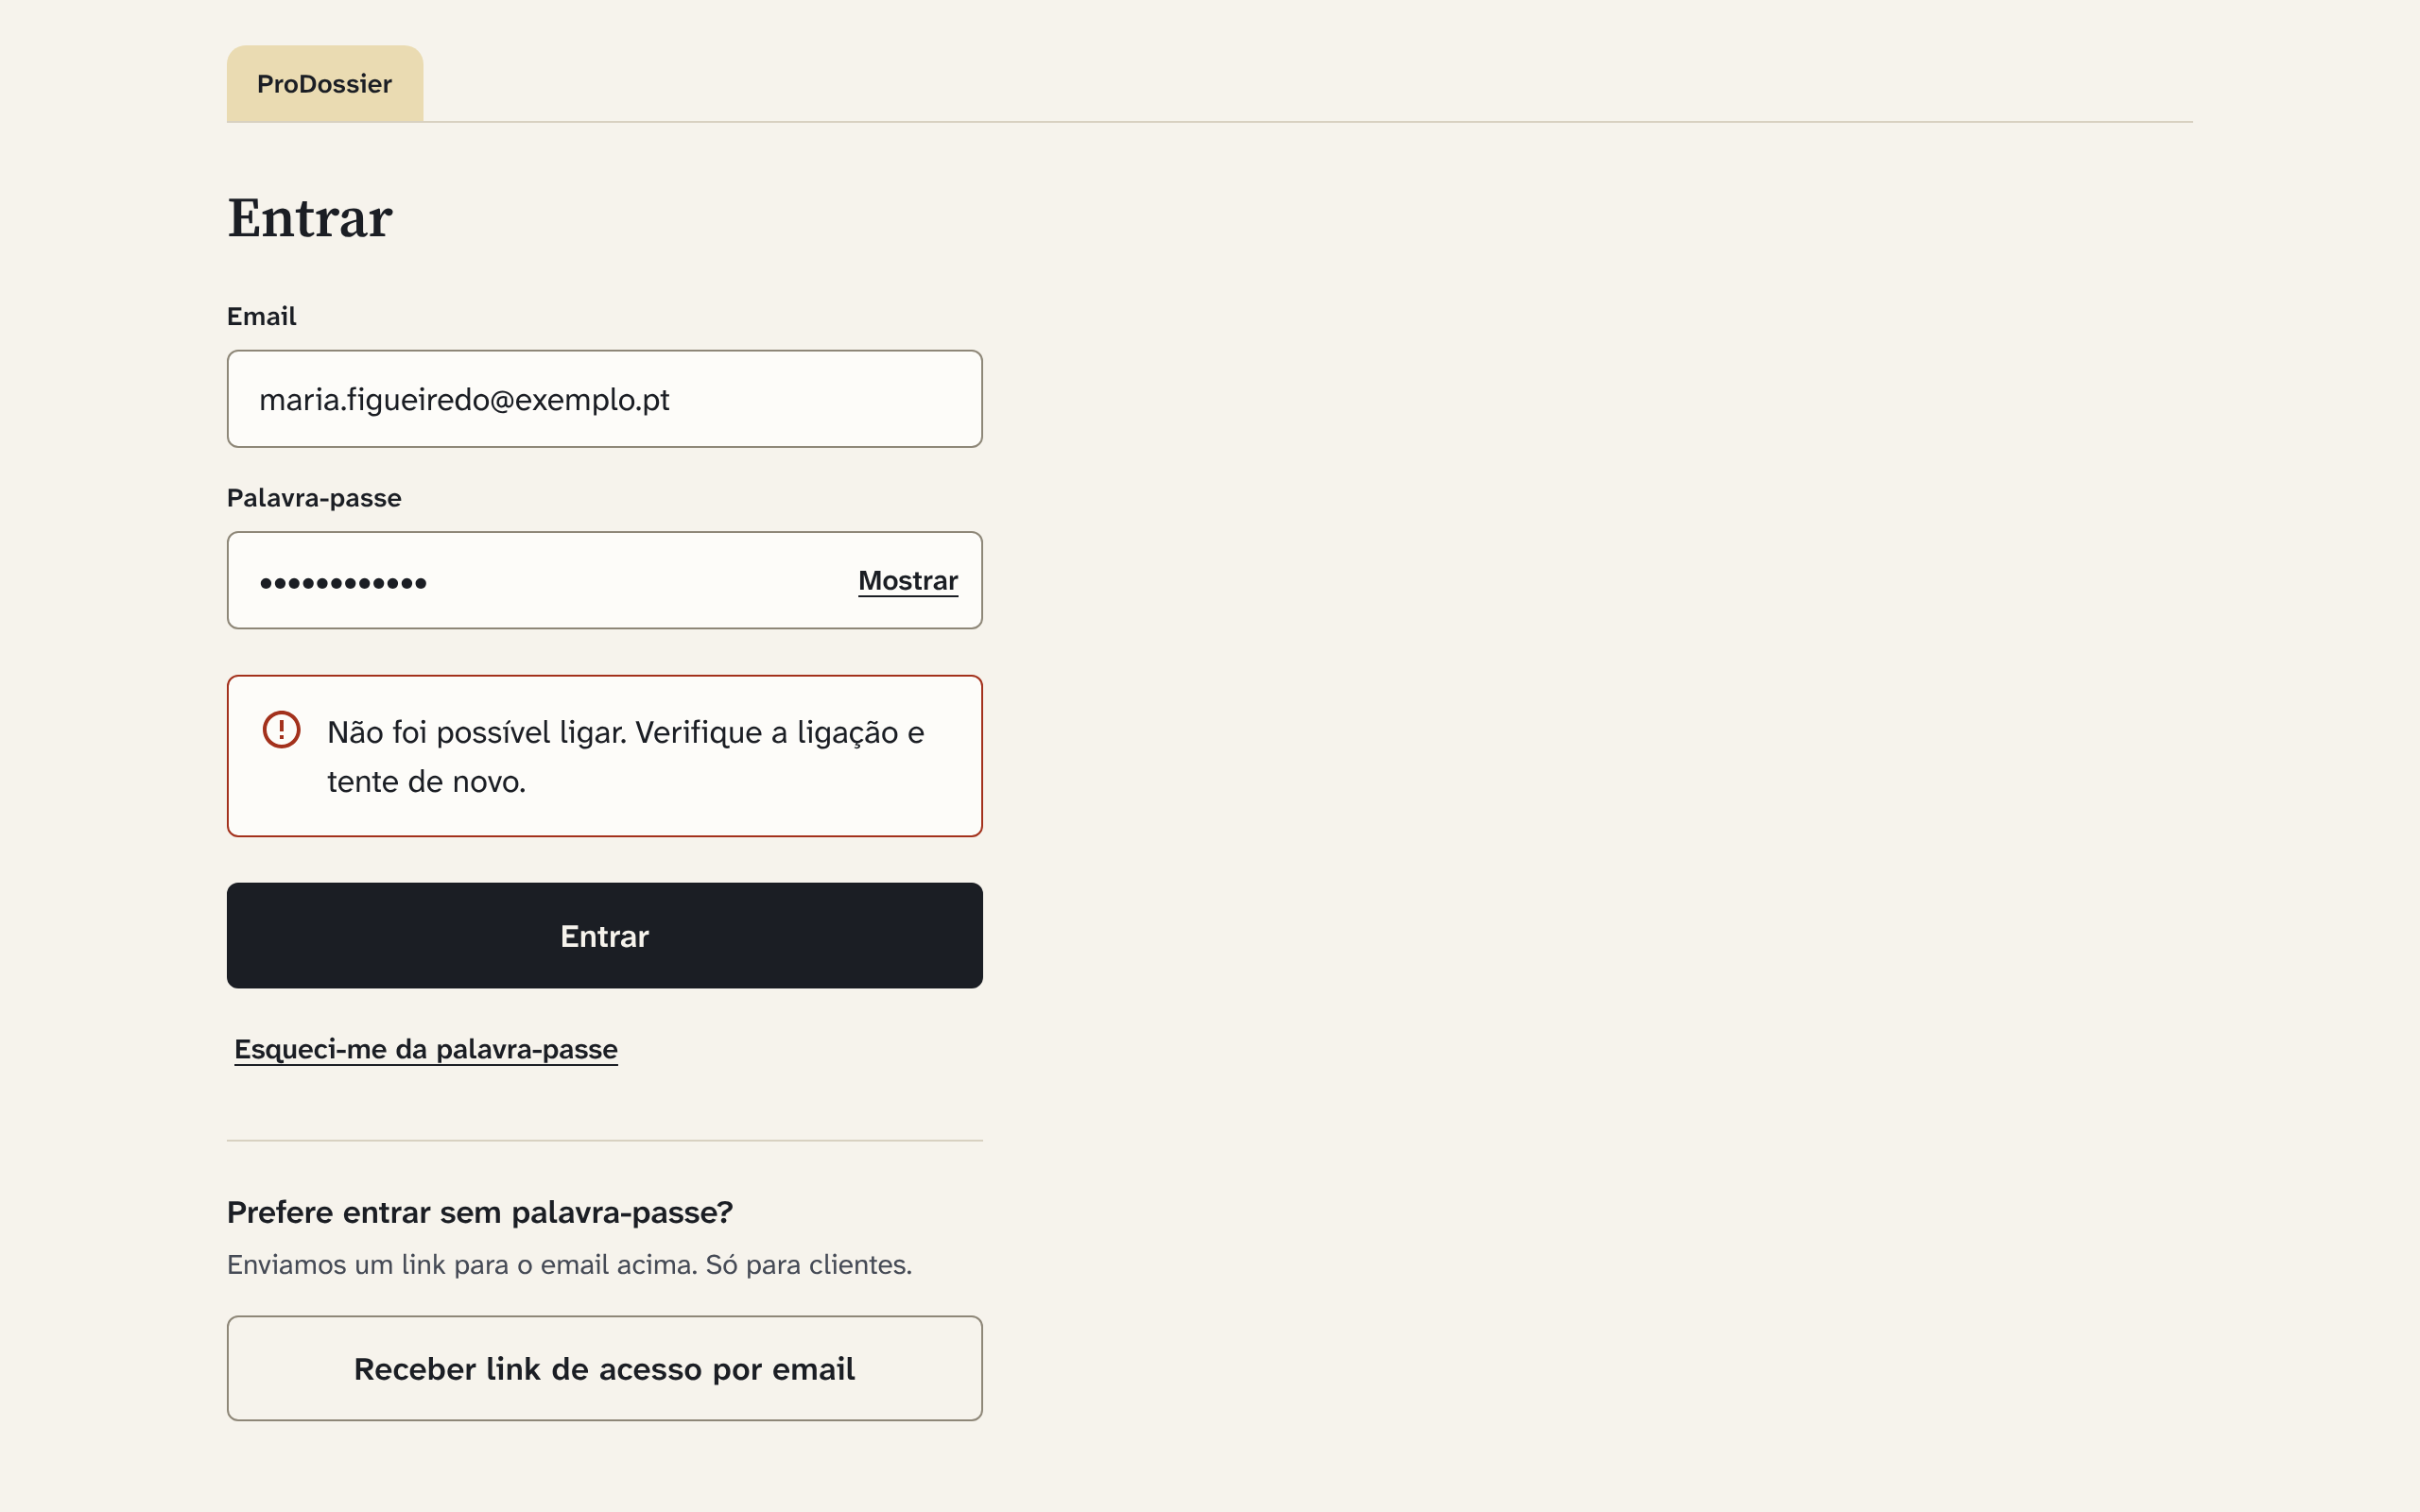 ProDossier
Entrar
Email
maria.figueiredo@exemplo.pt
Palavra-passe
••••••••••••
Mostrar
Não foi possível ligar. Verifique a ligação e
tente de novo.
Entrar
Esqueci-me da palavra-passe
Prefere entrar sem palavra-passe?
Enviamos um link para o email acima. Só para clientes.
Receber link de acesso por email